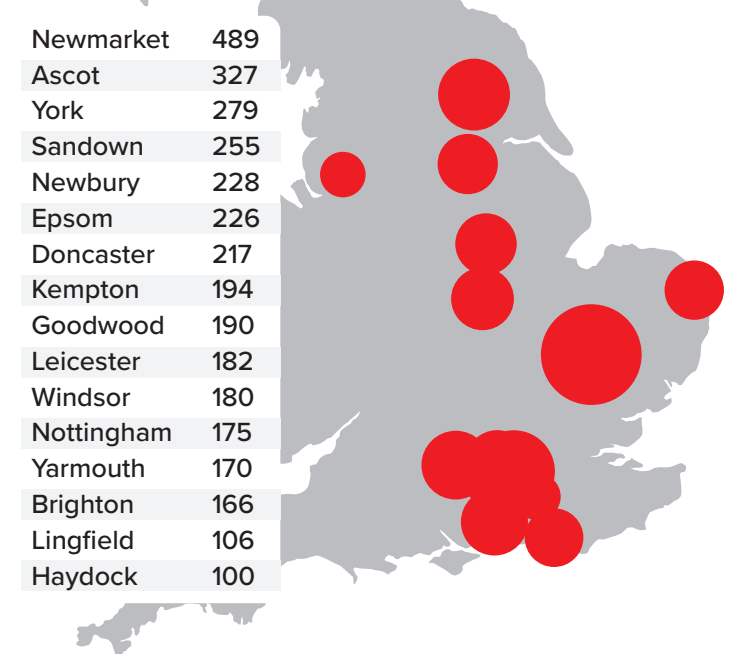 Newmarket 489
Ascot 327
York 279
Sandown 255
Newbury 228
Epsom 226
Doncaster 217
Kempton 194
Goodwood 190
Leicester 182
Windsor 180
Nottingham 175
Yarmouth 170
Brighton 166
Lingfield 106
Haydock 100